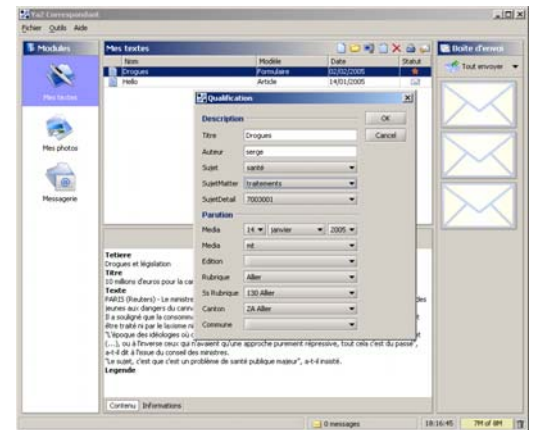 Ya2 Correspondant
Fichier Outils Aide
Modules
Mes textes
Boîte d'envoi
Nom Modèle Date Statut
Drogues Formulaire 02/02/2005
Hello Article 14/01/2005
Tout envoyer
Mes textes
Mes photos
Messagerie
Qualification
Description
OK
Titre Drogues
Cancel
Auteur serge
Sujet santé
SujetMatter traitements
SujetDetail 7003001
Parution
Media 14 janvier 2005
Media mt
Edition
Rubrique Allier
Ss Rubrique 130 Allier
Canton 2A Allier
Commune
Tetiere
Drogues et législation
Titre
10 millions d'euros pour la
Texte
PARIS (Reuters) - Le ministre des
jeunes aux dangers du
Il a souligné que la
être traité ni par le laxisme ni
"L'époque des idéologies où
(...), ou à l'inverse ceux qui n'avaient qu'une approche purement répressive, tout cela c'est du passé",
a-t-il dit à l'issue du conseil des ministres.
"Le sujet, c'est que c'est un problème de santé publique majeur", a-t-il insisté.
Legende
Contenu Informations
0 messages 18:16:45 7M of 8M